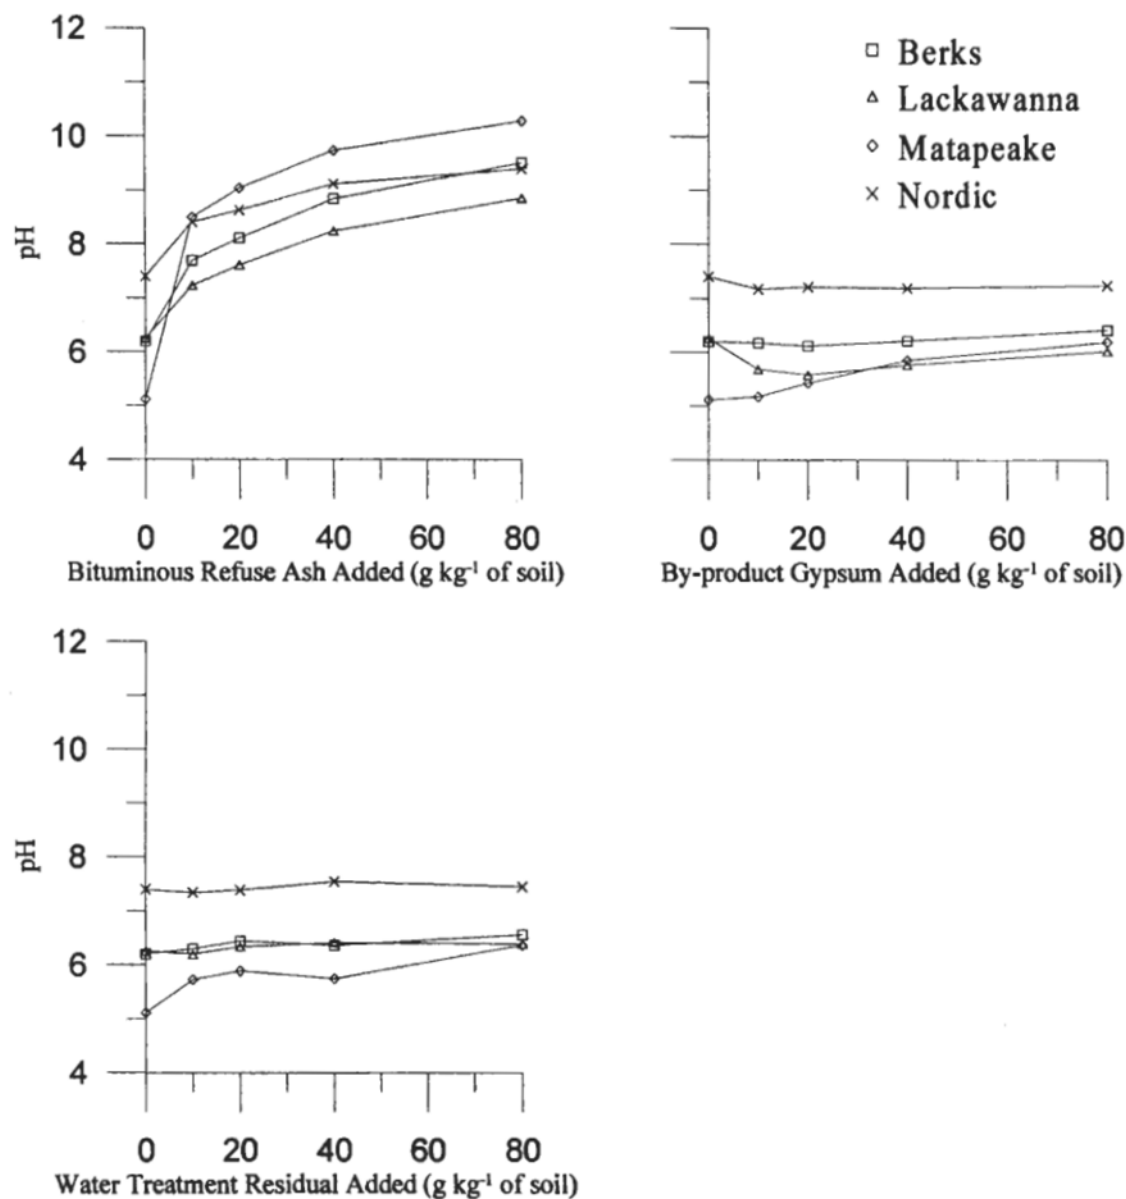 12
10
8
6
4
pH
0 20 40 60 80
Bituminous Refuse Ash Added (g kg⁻¹ of soil)
Berks
Lackawanna
Matapeake
Nordic
0 20 40 60 80
By-product Gypsum Added (g kg⁻¹ of soil)
12
10
8
6
4
pH
0 20 40 60 80
Water Treatment Residual Added (g kg⁻¹ of soil)